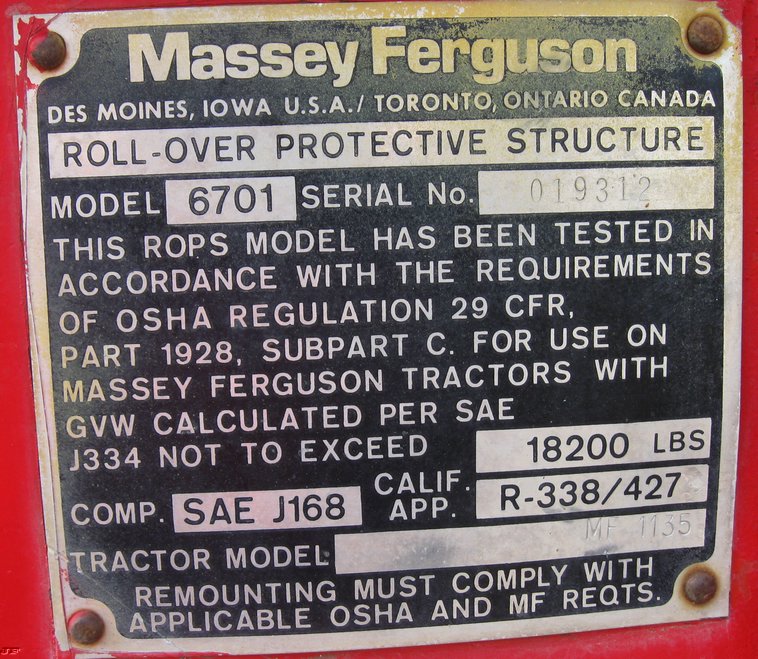 Massey Ferguson
DES MOINES, IOWA U.S.A./ TORONTO, ONTARIO CANADA
ROLL-OVER PROTECTIVE STRUCTURE
MODEL 6701 SERIAL No. 019312
THIS ROPS MODEL HAS BEEN TESTED IN
ACCORDANCE WITH THE REQUIREMENTS
OF OSHA REGULATION 29 CFR,
PART 1928, SUBPART C. FOR USE ON
MASSEY FERGUSON TRACTORS WITH
GVW CALCULATED PER SAE
J334 NOT TO EXCEED 18200 LBS
COMP. SAE J168 CALIF. APP. R-338/427
TRACTOR MODEL MF 1135
REMOUNTING MUST COMPLY WITH
APPLICABLE OSHA AND MF REQTS.